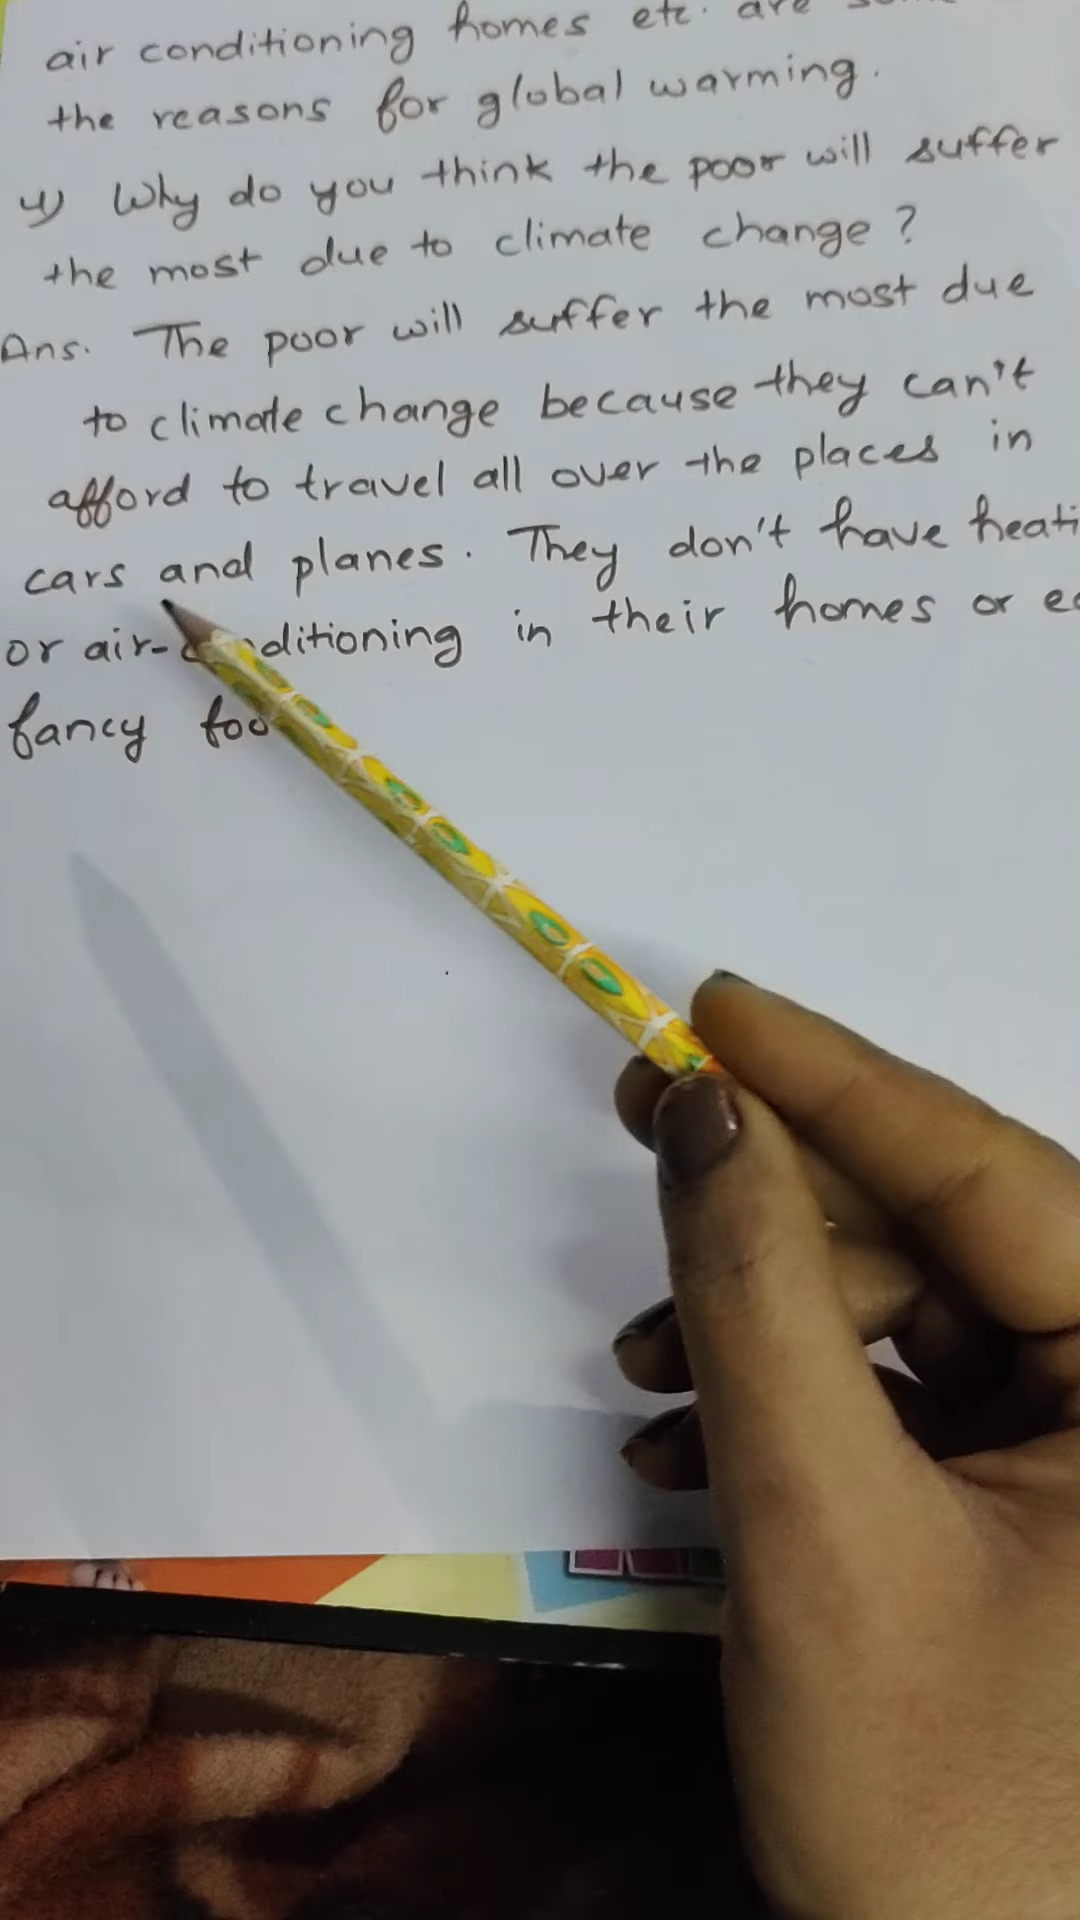 air conditioning homes etc. are
the reasons for global warming.
4) Why do you think the poor will suffer
the most due to climate change?
Ans. The poor will suffer the most due
to climate change because they can't
afford to travel all over the places in
cars and planes. They don't have heati
or air-conditioning in their homes or
fancy foo